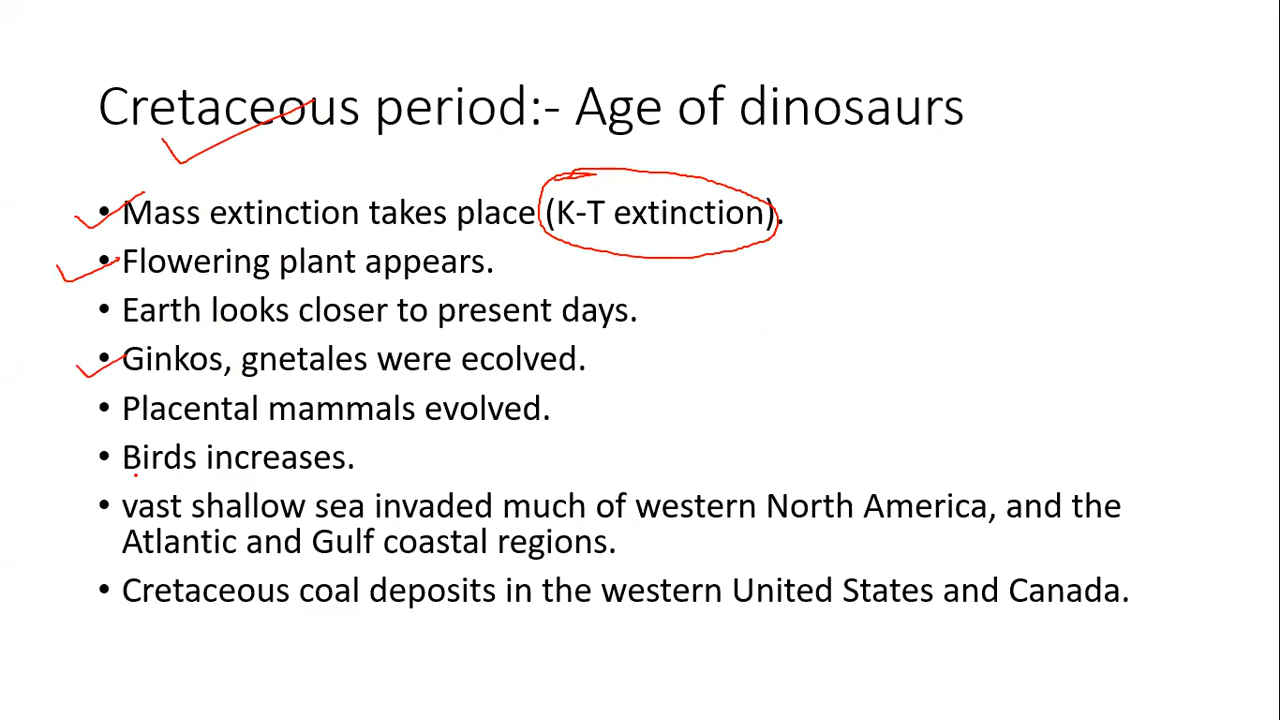 Cretaceous period:- Age of dinosaurs
• Mass extinction takes place (K-T extinction).
• Flowering plant appears.
• Earth looks closer to present days.
• Ginkos, gnetales were ecolved.
• Placental mammals evolved.
• Birds increases.
• vast shallow sea invaded much of western North America, and the
Atlantic and Gulf coastal regions.
• Cretaceous coal deposits in the western United States and Canada.